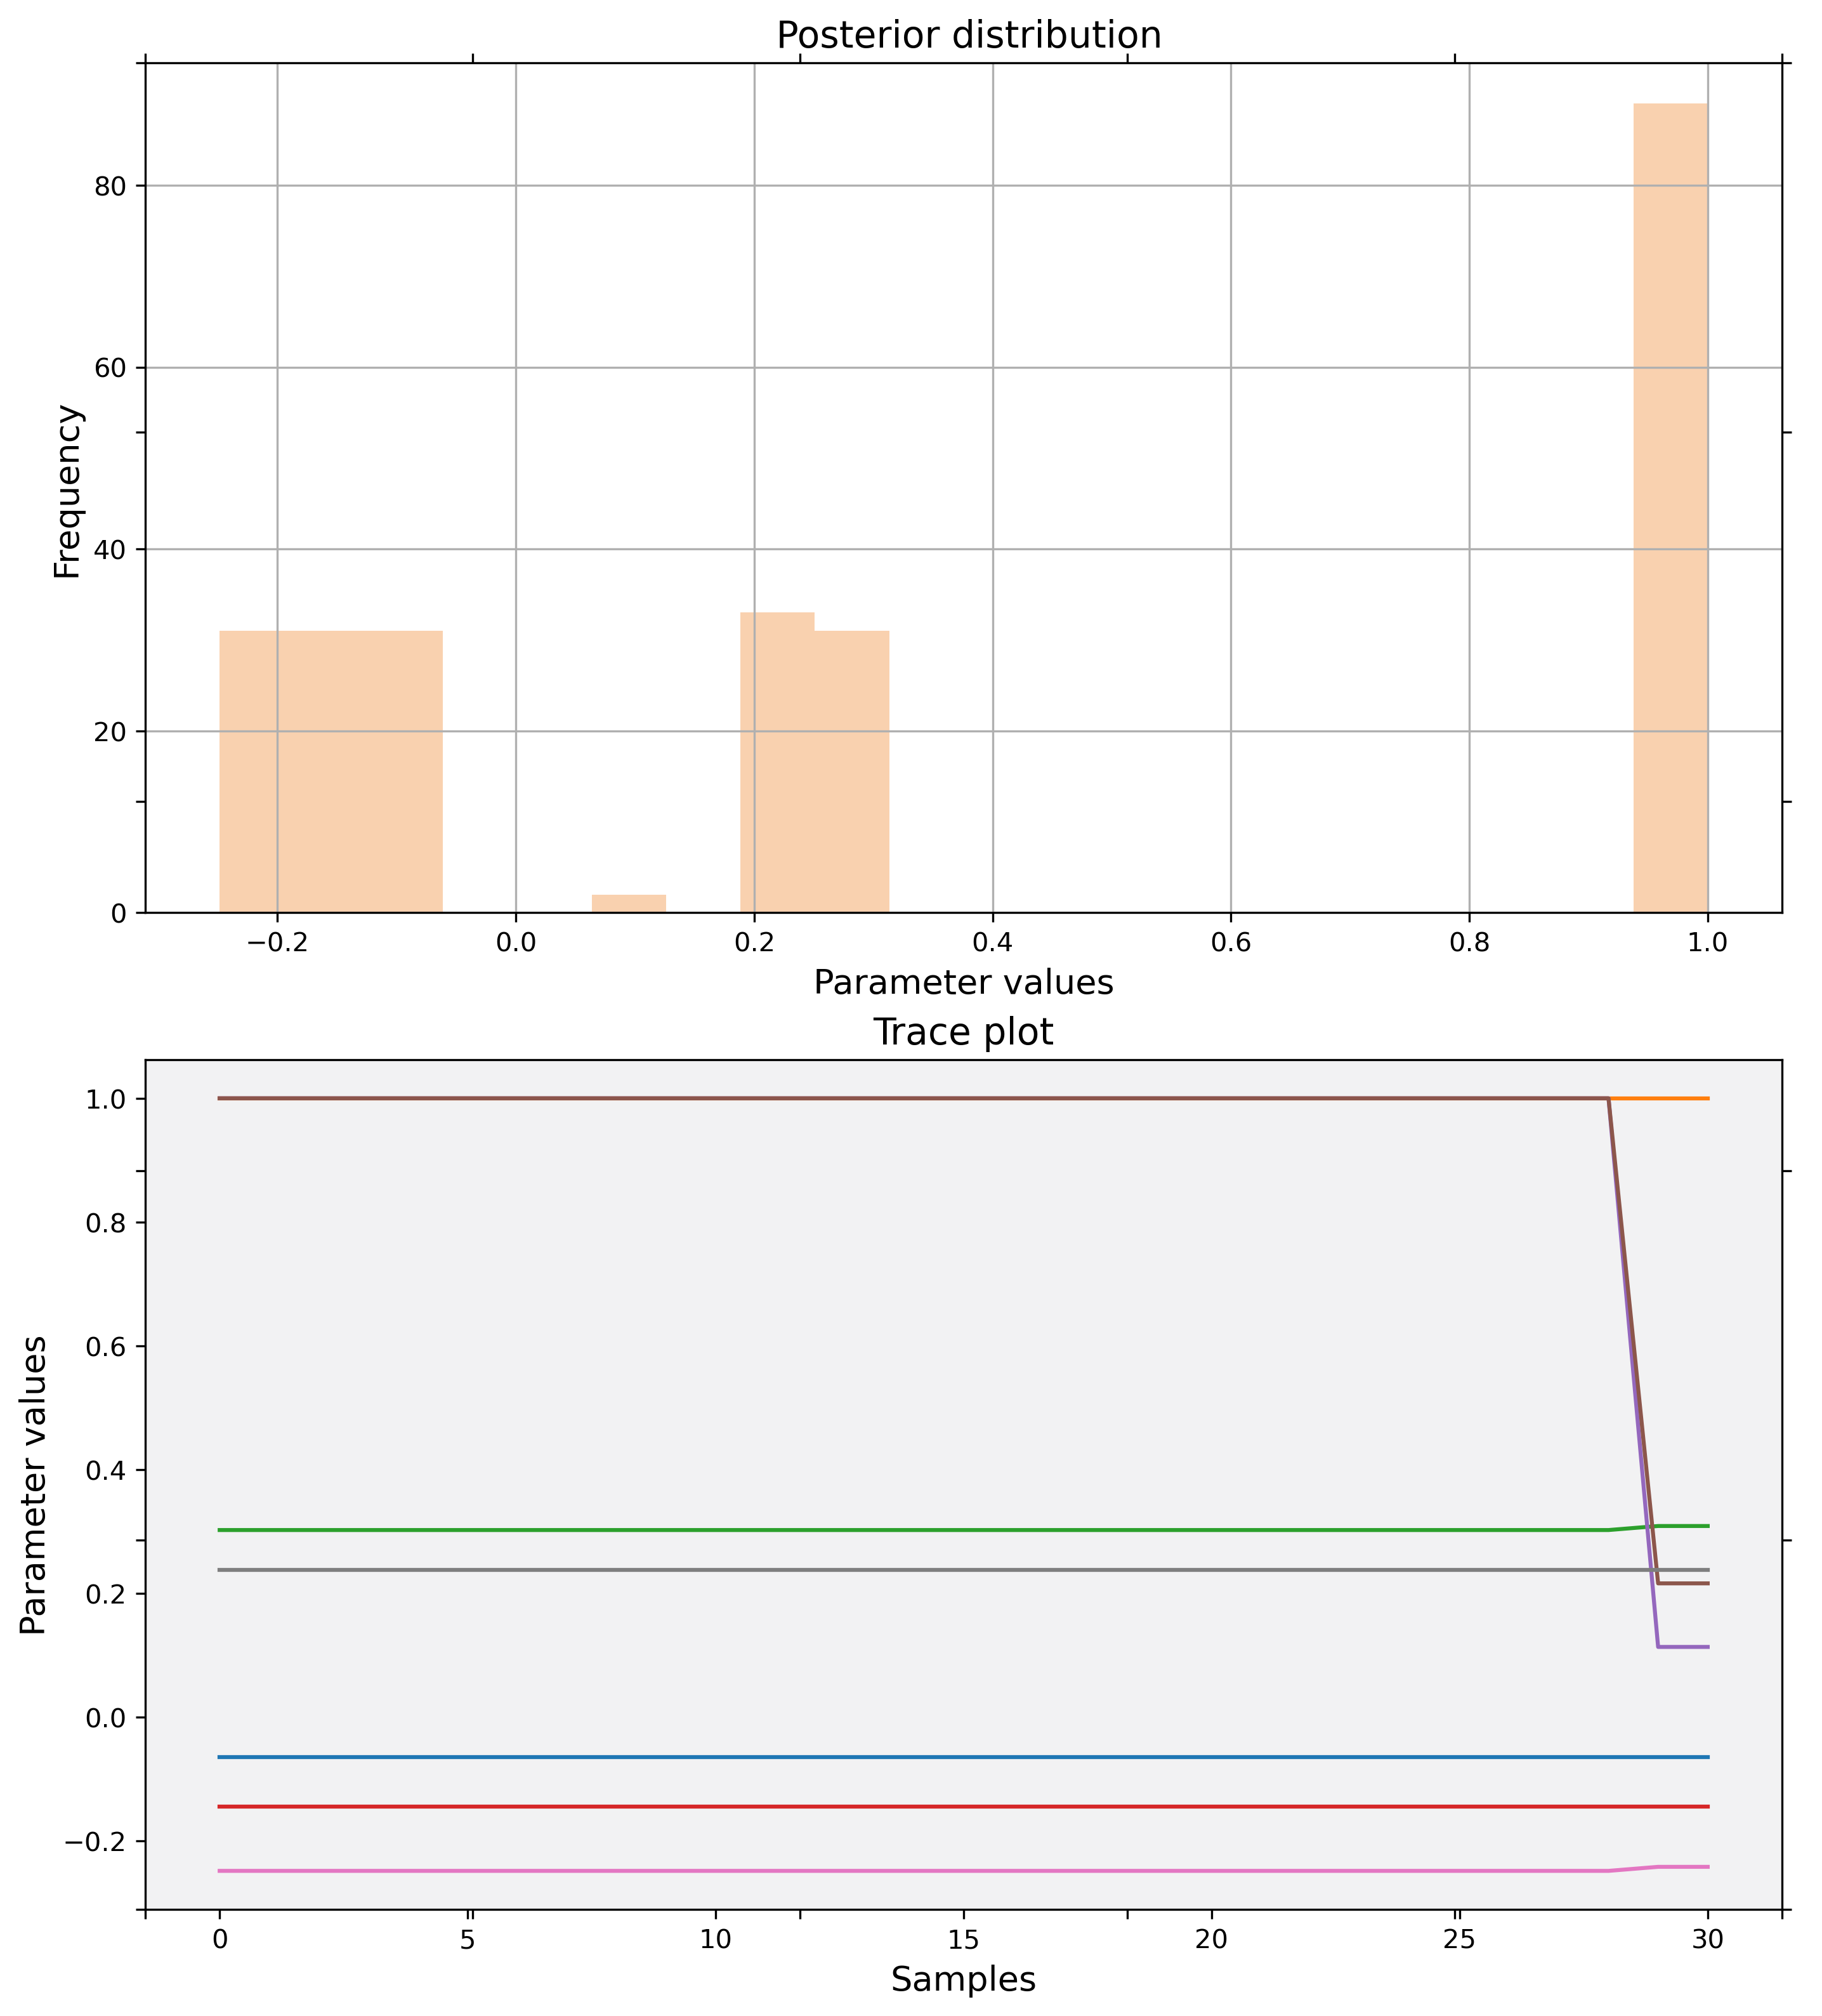 Posterior distribution
80
60
40
20
0
Frequency
−0.2 0.0 0.2 0.4 0.6 0.8 1.0
Parameter values
Trace plot
1.0
0.8
0.6
0.4
0.2
0.0
−0.2
Parameter values
0 5 10 15 20 25 30
Samples